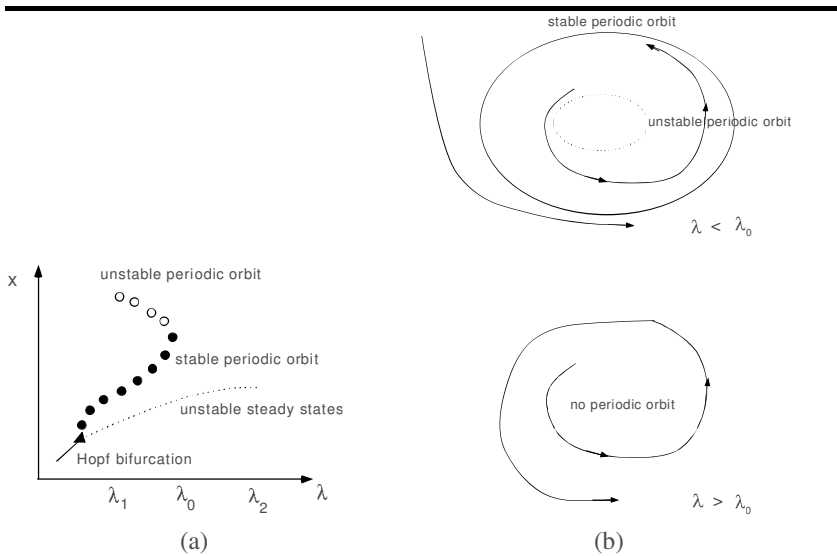 stable periodic orbit
unstable periodic orbit
λ < λ₀
x
unstable periodic orbit
stable periodic orbit
unstable steady states
Hopf bifurcation
λ₁ λ₀ λ₂ λ
no periodic orbit
λ > λ₀
(a) (b)